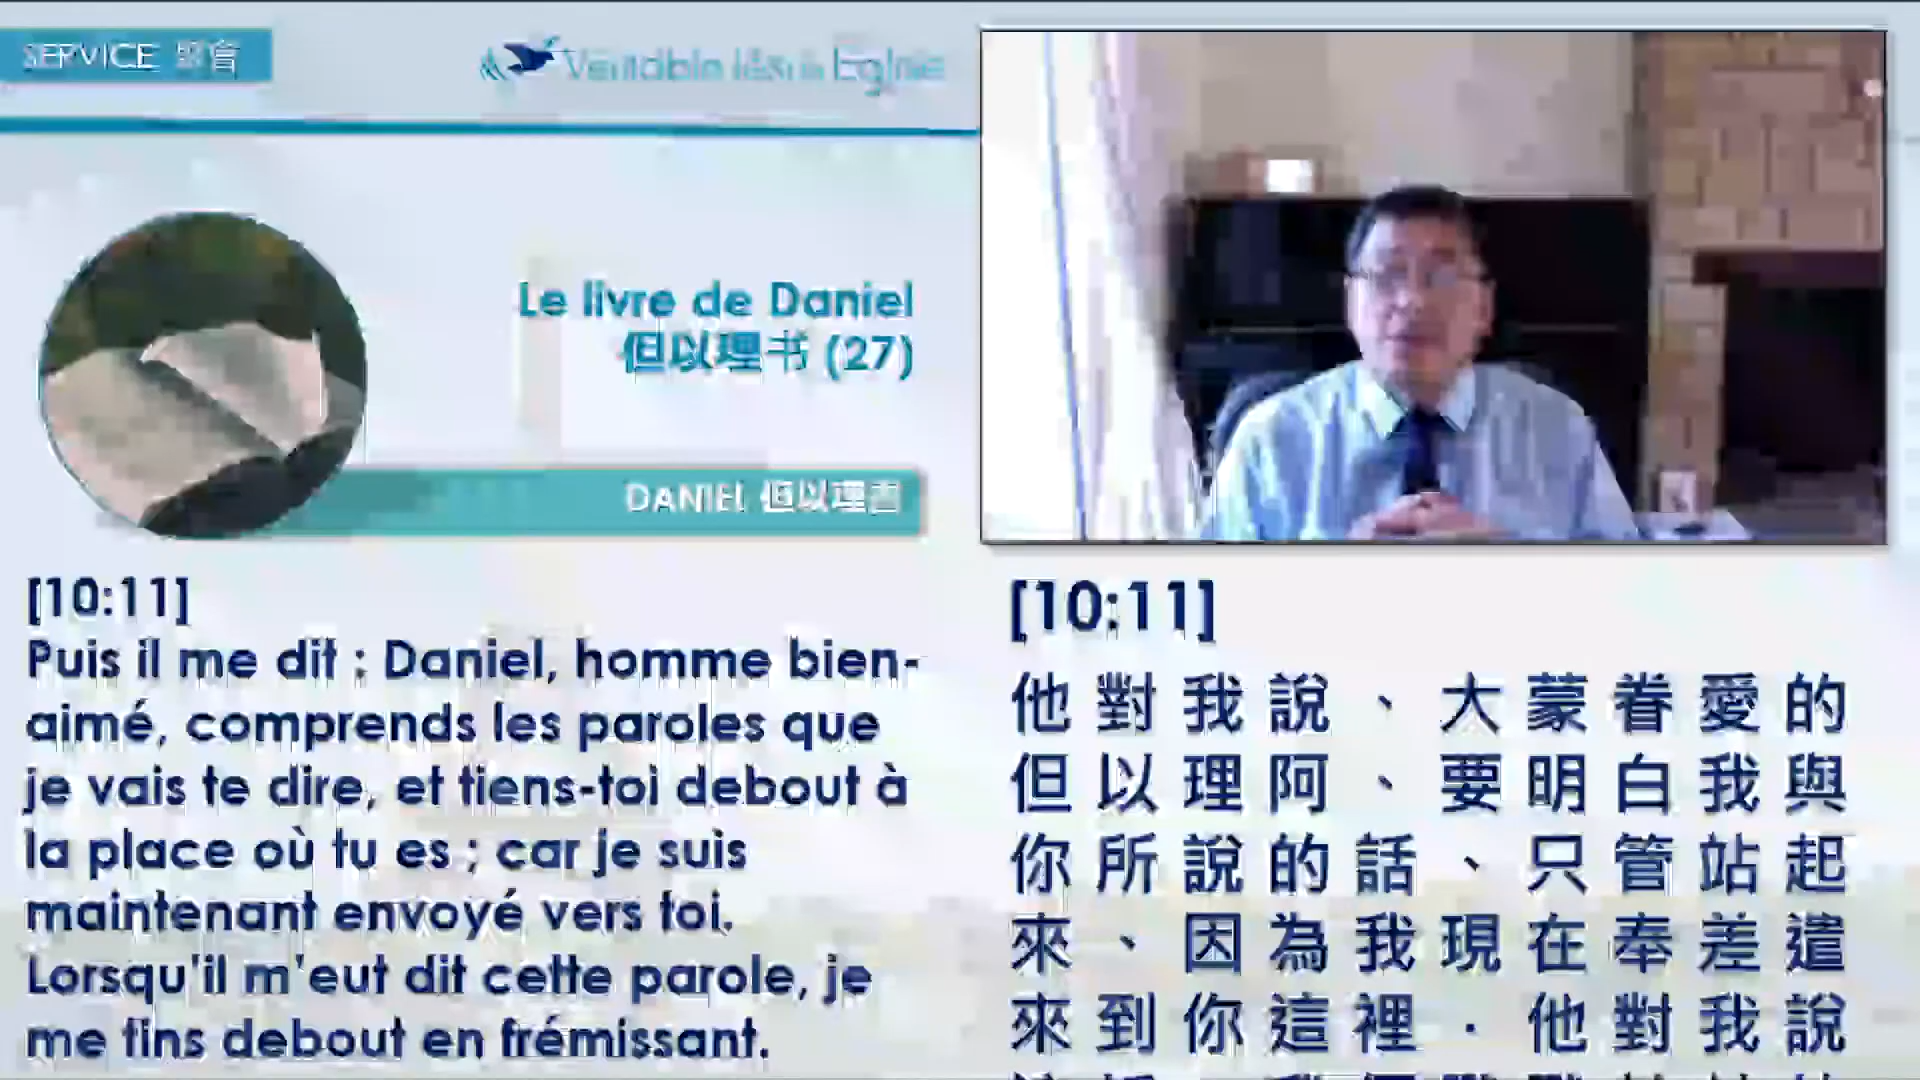 SERVICE 聚會
Le livre de Daniel
但以理书 (27)
DANIEL 但以理書
[10:11]
Puis il me dit : Daniel, homme bien-
aimé, comprends les paroles que
je vais te dire, et tiens-toi debout à
la place où tu es ; car je suis
maintenant envoyé vers toi.
Lorsqu'il m'eut dit cette parole, je
me tins debout en frémissant.
[10:11]
他對我說、大蒙眷愛的
但以理阿、要明白我與
你所說的話、只管站起
來、因為我現在奉差遣
來到你這裡．他對我說